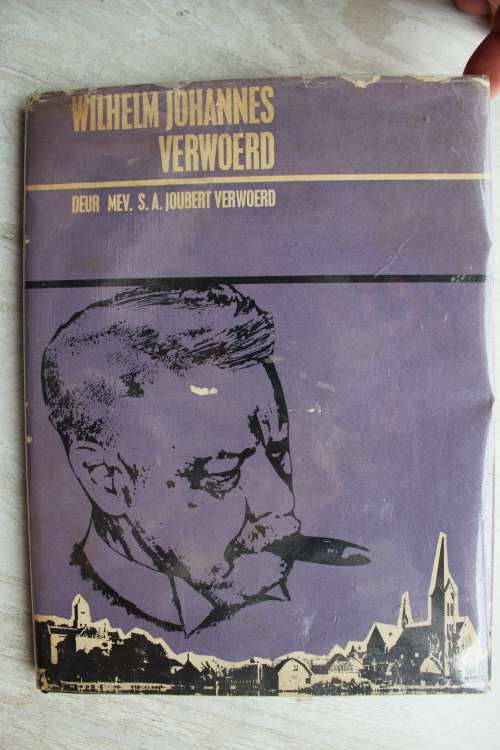 WILHELM JOHANNES
VERWOERD
DEUR MEV. S. A. JOUBERT VERWOERD